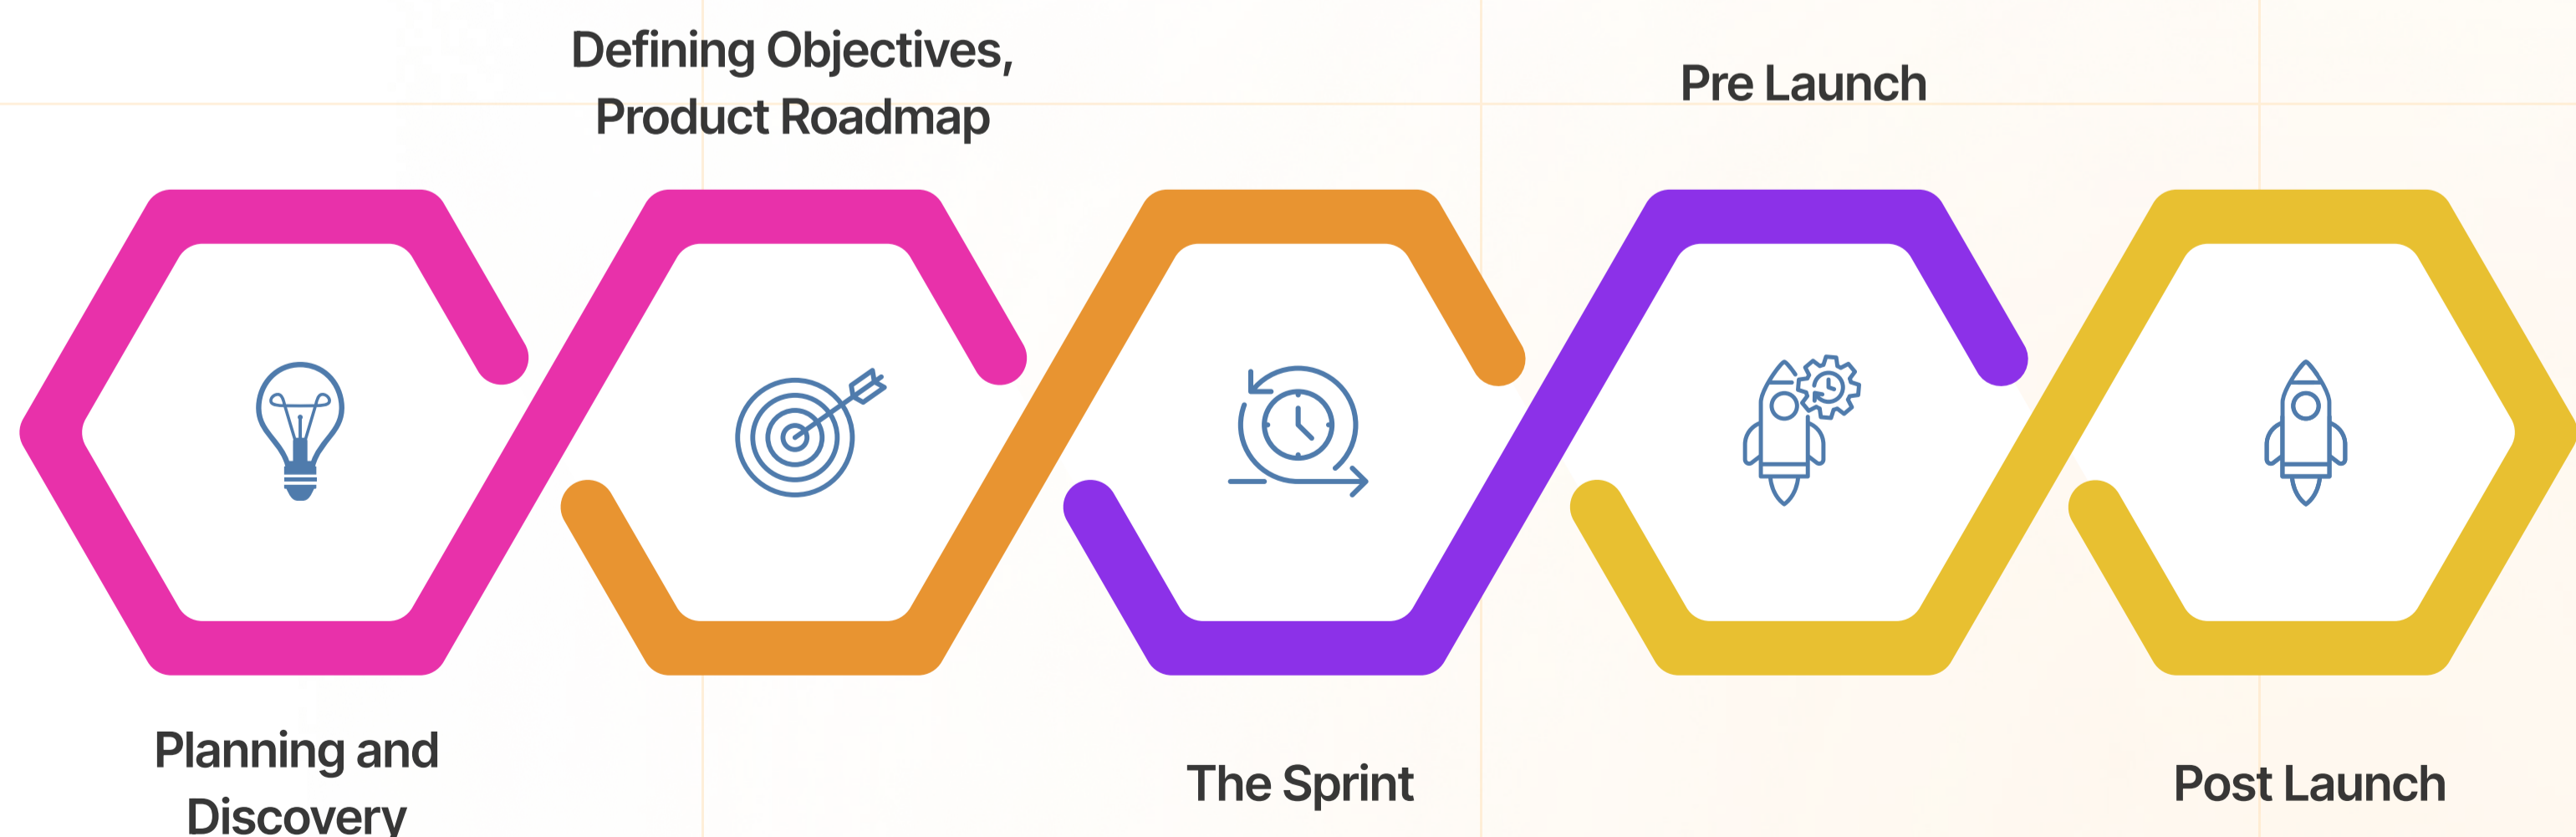 Defining Objectives,
Product Roadmap
Pre Launch
Planning and
Discovery
The Sprint
Post Launch